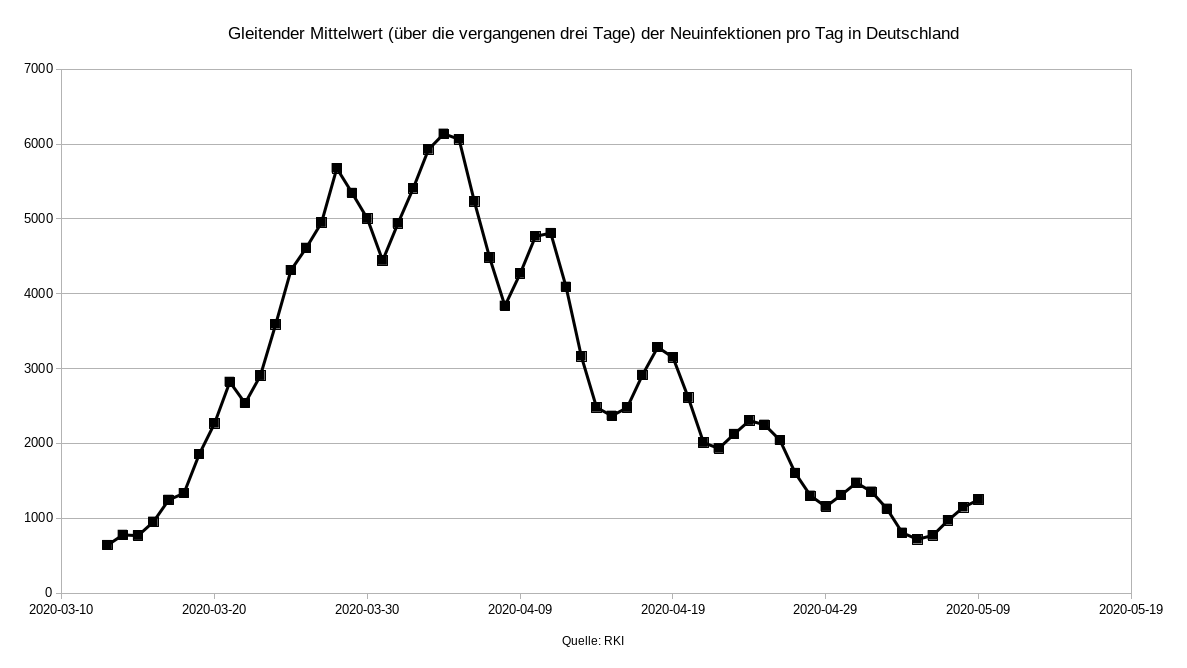 Gleitender Mittelwert (über die vergangenen drei Tage) der Neuinfektionen pro Tag in Deutschland
7000
6000
5000
4000
3000
2000
1000
0
2020-03-10 2020-03-20 2020-03-30 2020-04-09 2020-04-19 2020-04-29 2020-05-09 2020-05-19
Quelle: RKI